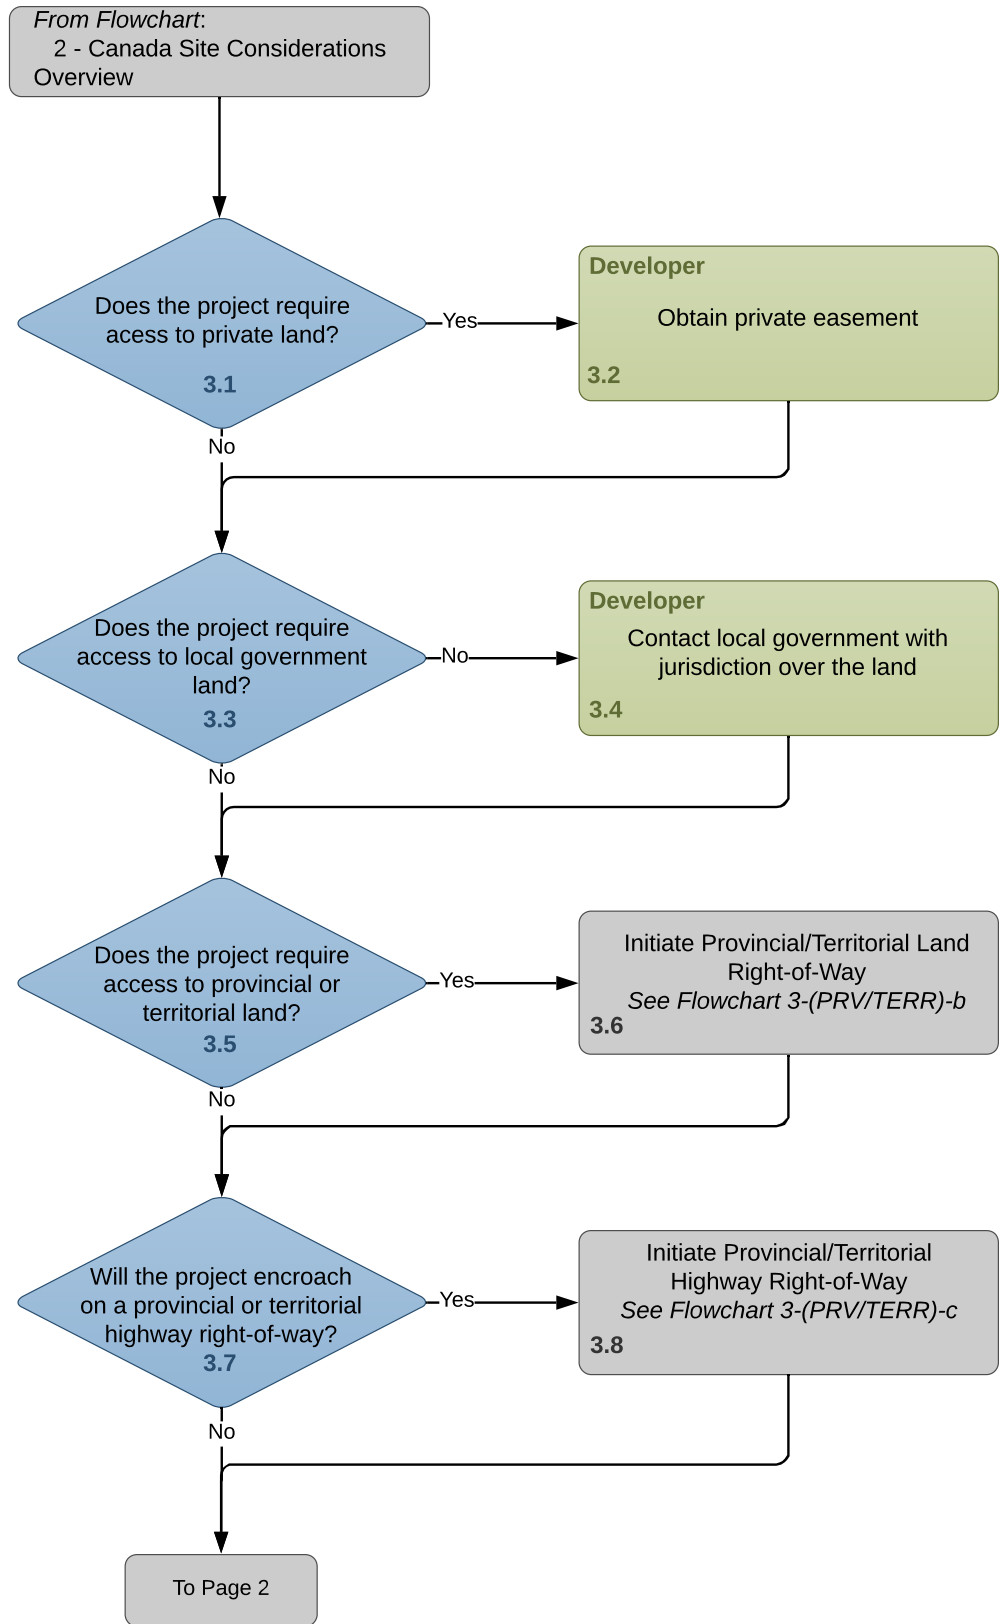 From Flowchart:
2 - Canada Site Considerations
Overview
Does the project require
acess to private land?
3.1
Yes
Developer
Obtain private easement
3.2
No
Does the project require
access to local government
land?
3.3
No
Developer
Contact local government with
jurisdiction over the land
3.4
No
Does the project require
access to provincial or
territorial land?
3.5
Yes
Initiate Provincial/Territorial Land
Right-of-Way
See Flowchart 3-(PRV/TERR)-b
3.6
No
Will the project encroach
on a provincial or territorial
highway right-of-way?
3.7
Yes
Initiate Provincial/Territorial
Highway Right-of-Way
See Flowchart 3-(PRV/TERR)-c
3.8
No
To Page 2